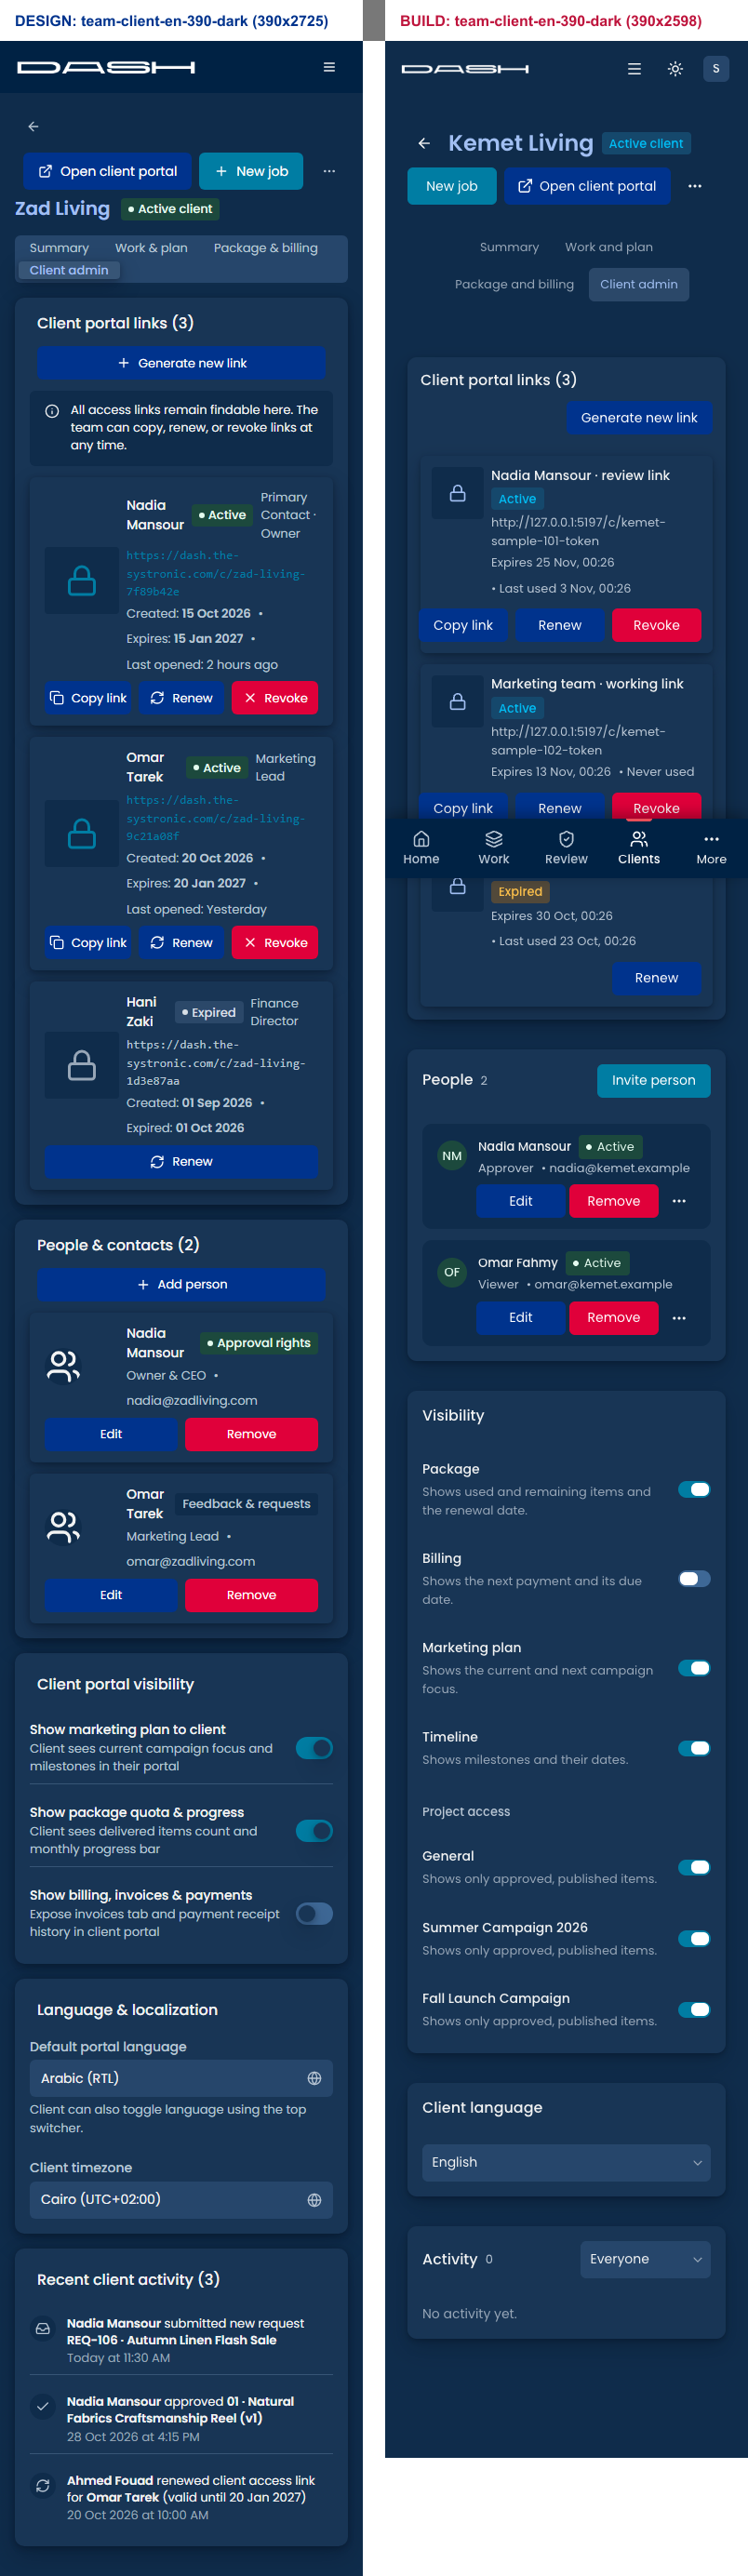 DESIGN: team-client-en-390-dark (390x2725)
DASH
Open client portal
New job
Zad Living
Active client
Summary
Work & plan
Package & billing
Client admin
Client portal links (3)
Generate new link
All access links remain findable here. The
team can copy, renew, or revoke links at
any time.
Nadia
Mansour
Active
Primary
Contact ·
Owner
https://dash.the-
systronic.com/c/zad-living-
7f89b42e
Created: 15 Oct 2026 •
Expires: 15 Jan 2027 •
Last opened: 2 hours ago
Copy link
Renew
Revoke
Omar
Tarek
Active
Marketing
Lead
https://dash.the-
systronic.com/c/zad-living-
9c21a08f
Created: 20 Oct 2026 •
Expires: 20 Jan 2027 •
Last opened: Yesterday
Copy link
Renew
Revoke
Hani
Zaki
Expired
Finance
Director
https://dash.the-
systronic.com/c/zad-living-
1d3e87aa
Created: 01 Sep 2026 •
Expired: 01 Oct 2026
Renew
People & contacts (2)
Add person
Nadia
Mansour
Approval rights
Owner & CEO •
nadia@zadliving.com
Edit
Remove
Omar
Tarek
Feedback & requests
Marketing Lead •
omar@zadliving.com
Edit
Remove
Client portal visibility
Show marketing plan to client
Client sees current campaign focus and
milestones in their portal
Show package quota & progress
Client sees delivered items count and
monthly progress bar
Show billing, invoices & payments
Expose invoices tab and payment receipt
history in client portal
Language & localization
Default portal language
Arabic (RTL)
Client can also toggle language using the top
switcher.
Client timezone
Cairo (UTC+02:00)
Recent client activity (3)
Nadia Mansour submitted new request
REQ-106 · Autumn Linen Flash Sale
Today at 11:30 AM
Nadia Mansour approved 01 · Natural
Fabrics Craftsmanship Reel (v1)
28 Oct 2026 at 4:15 PM
Ahmed Fouad renewed client access link
for Omar Tarek (valid until 20 Jan 2027)
20 Oct 2026 at 10:00 AM
BUILD: team-client-en-390-dark (390x2598)
DASH
S
Kemet Living
Active client
New job
Open client portal
Summary
Work and plan
Package and billing
Client admin
Client portal links (3)
Generate new link
Nadia Mansour · review link
Active
http://127.0.0.1:5197/c/kemet-
sample-101-token
Expires 25 Nov, 00:26
• Last used 3 Nov, 00:26
Copy link
Renew
Revoke
Marketing team · working link
Active
http://127.0.0.1:5197/c/kemet-
sample-102-token
Expires 13 Nov, 00:26 • Never used
Copy link
Renew
Revoke
Home
Work
Review
Clients
More
Expired
Expires 30 Oct, 00:26
• Last used 23 Oct, 00:26
Renew
People 2
Invite person
NM
Nadia Mansour
Active
Approver • nadia@kemet.example
Edit
Remove
OF
Omar Fahmy
Active
Viewer • omar@kemet.example
Edit
Remove
Visibility
Package
Shows used and remaining items and
the renewal date.
Billing
Shows the next payment and its due
date.
Marketing plan
Shows the current and next campaign
focus.
Timeline
Shows milestones and their dates.
Project access
General
Shows only approved, published items.
Summer Campaign 2026
Shows only approved, published items.
Fall Launch Campaign
Shows only approved, published items.
Client language
English
Activity 0
Everyone
No activity yet.